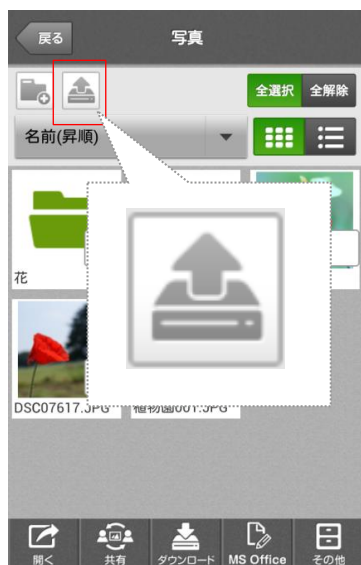 戻る
写真
全選択
全解除
名前(昇順)
花
DSC07617.JPG
植物園001.JPG
開く
共有
ダウンロード
MS Office
その他